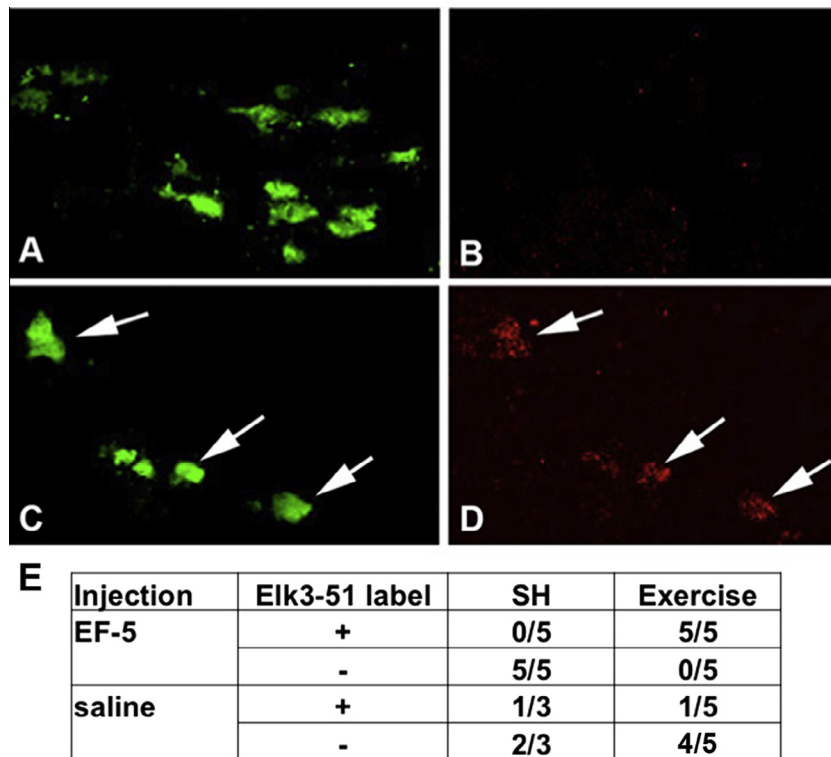 A
B
C
D
E
Injection Elk3-51 label SH Exercise
EF-5 + 0/5 5/5
- 5/5 0/5
saline + 1/3 1/5
- 2/3 4/5